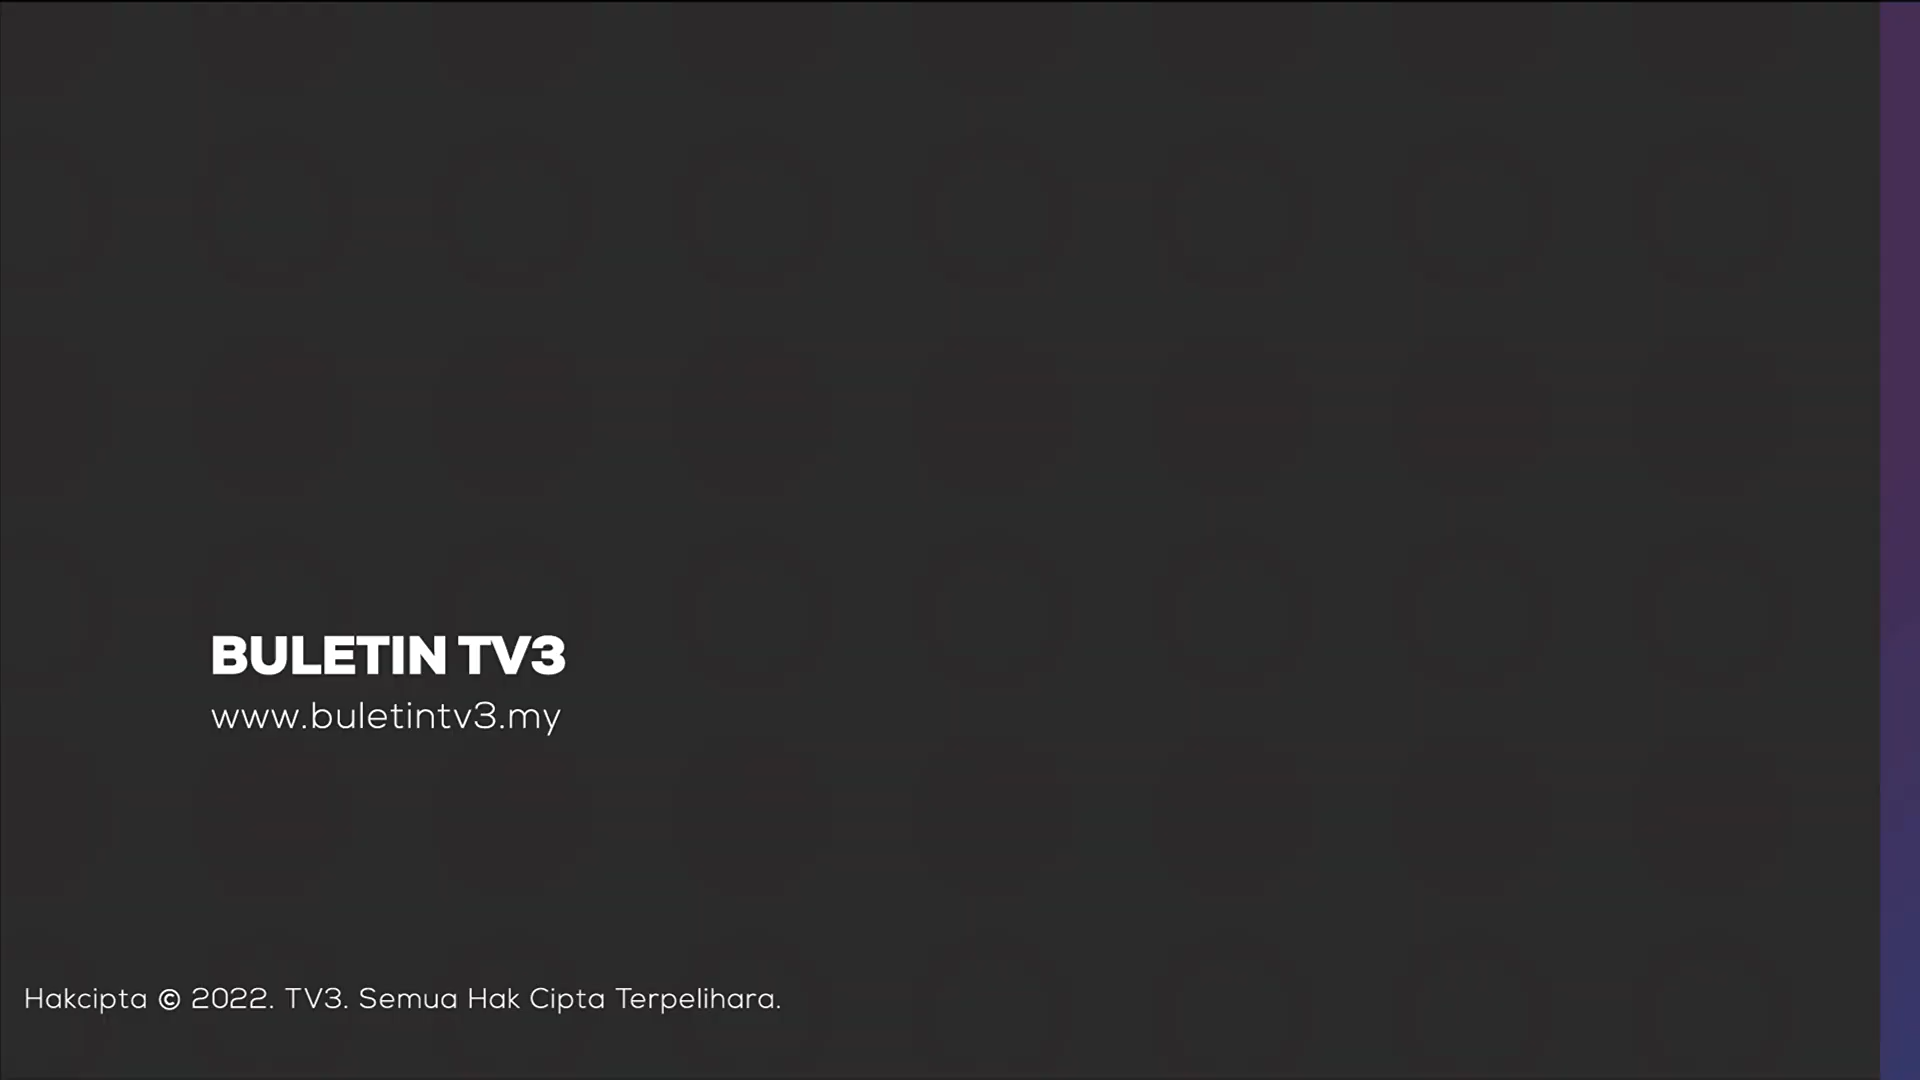 BULETIN TV3
www.buletintv3.my
Hakcipta © 2022. TV3. Semua Hak Cipta Terpelihara.